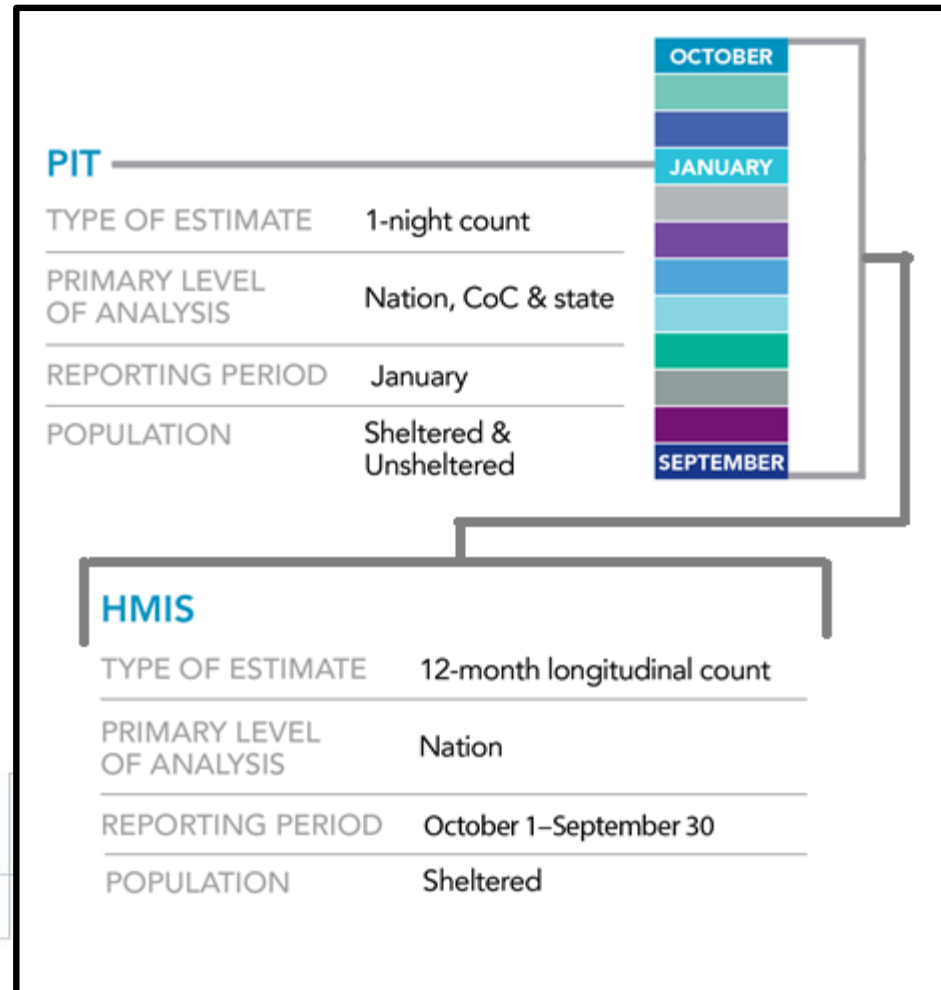 OCTOBER
PIT
JANUARY
TYPE OF ESTIMATE 1-night count
PRIMARY LEVEL
OF ANALYSIS
Nation, CoC & state
REPORTING PERIOD January
POPULATION Sheltered &
Unsheltered
SEPTEMBER
HMIS
TYPE OF ESTIMATE 12-month longitudinal count
PRIMARY LEVEL
OF ANALYSIS
Nation
REPORTING PERIOD October 1–September 30
POPULATION Sheltered